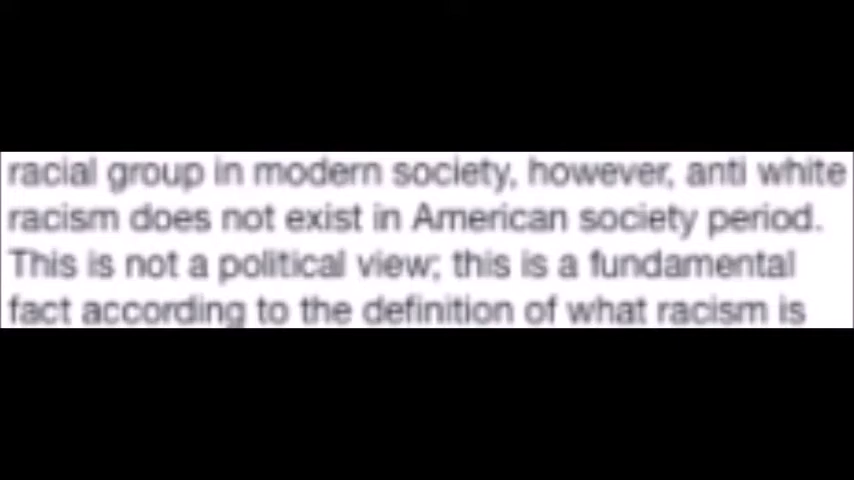 racial group in modern society, however, anti white
racism does not exist in American society period.
This is not a political view; this is a fundamental
fact according to the definition of what racism is